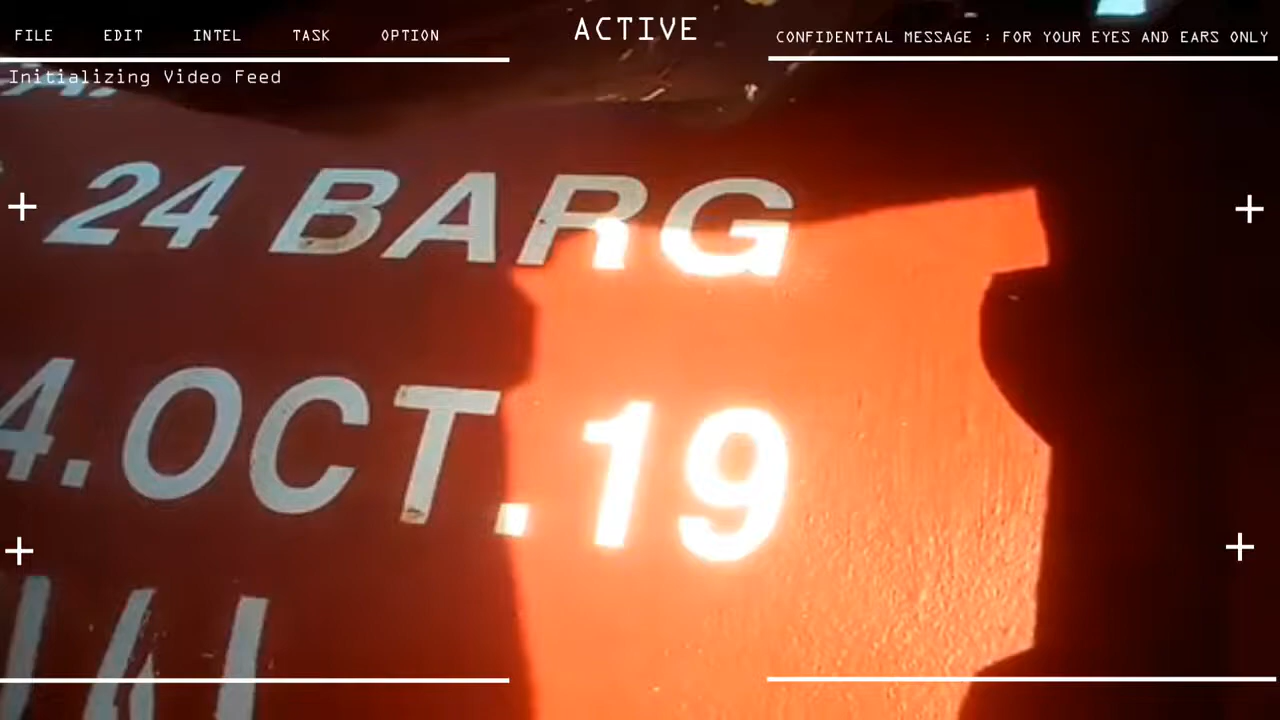 FILE EDIT INTEL TASK OPTION
ACTIVE
CONFIDENTIAL MESSAGE : FOR YOUR EYES AND EARS ONLY
Initializing Video Feed
24 BARG
4.OCT.19